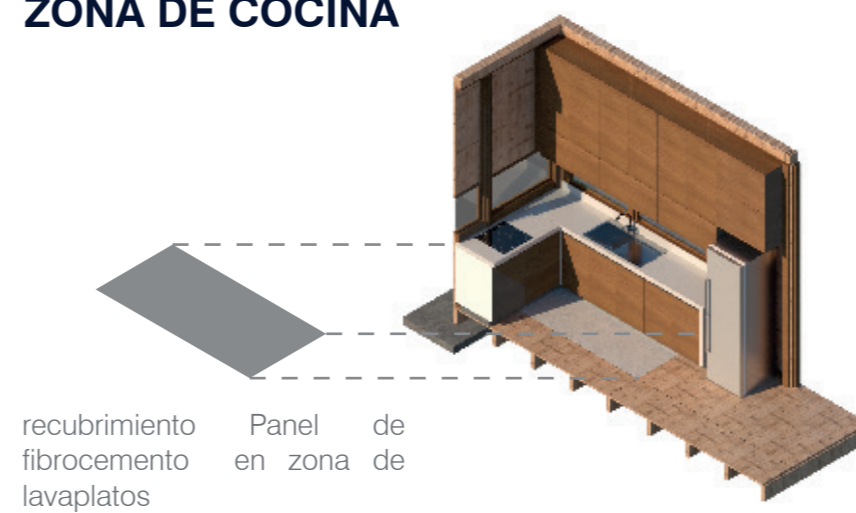 ZONA DE COCINA
recubrimiento Panel de
fibrocemento en zona de
lavaplatos